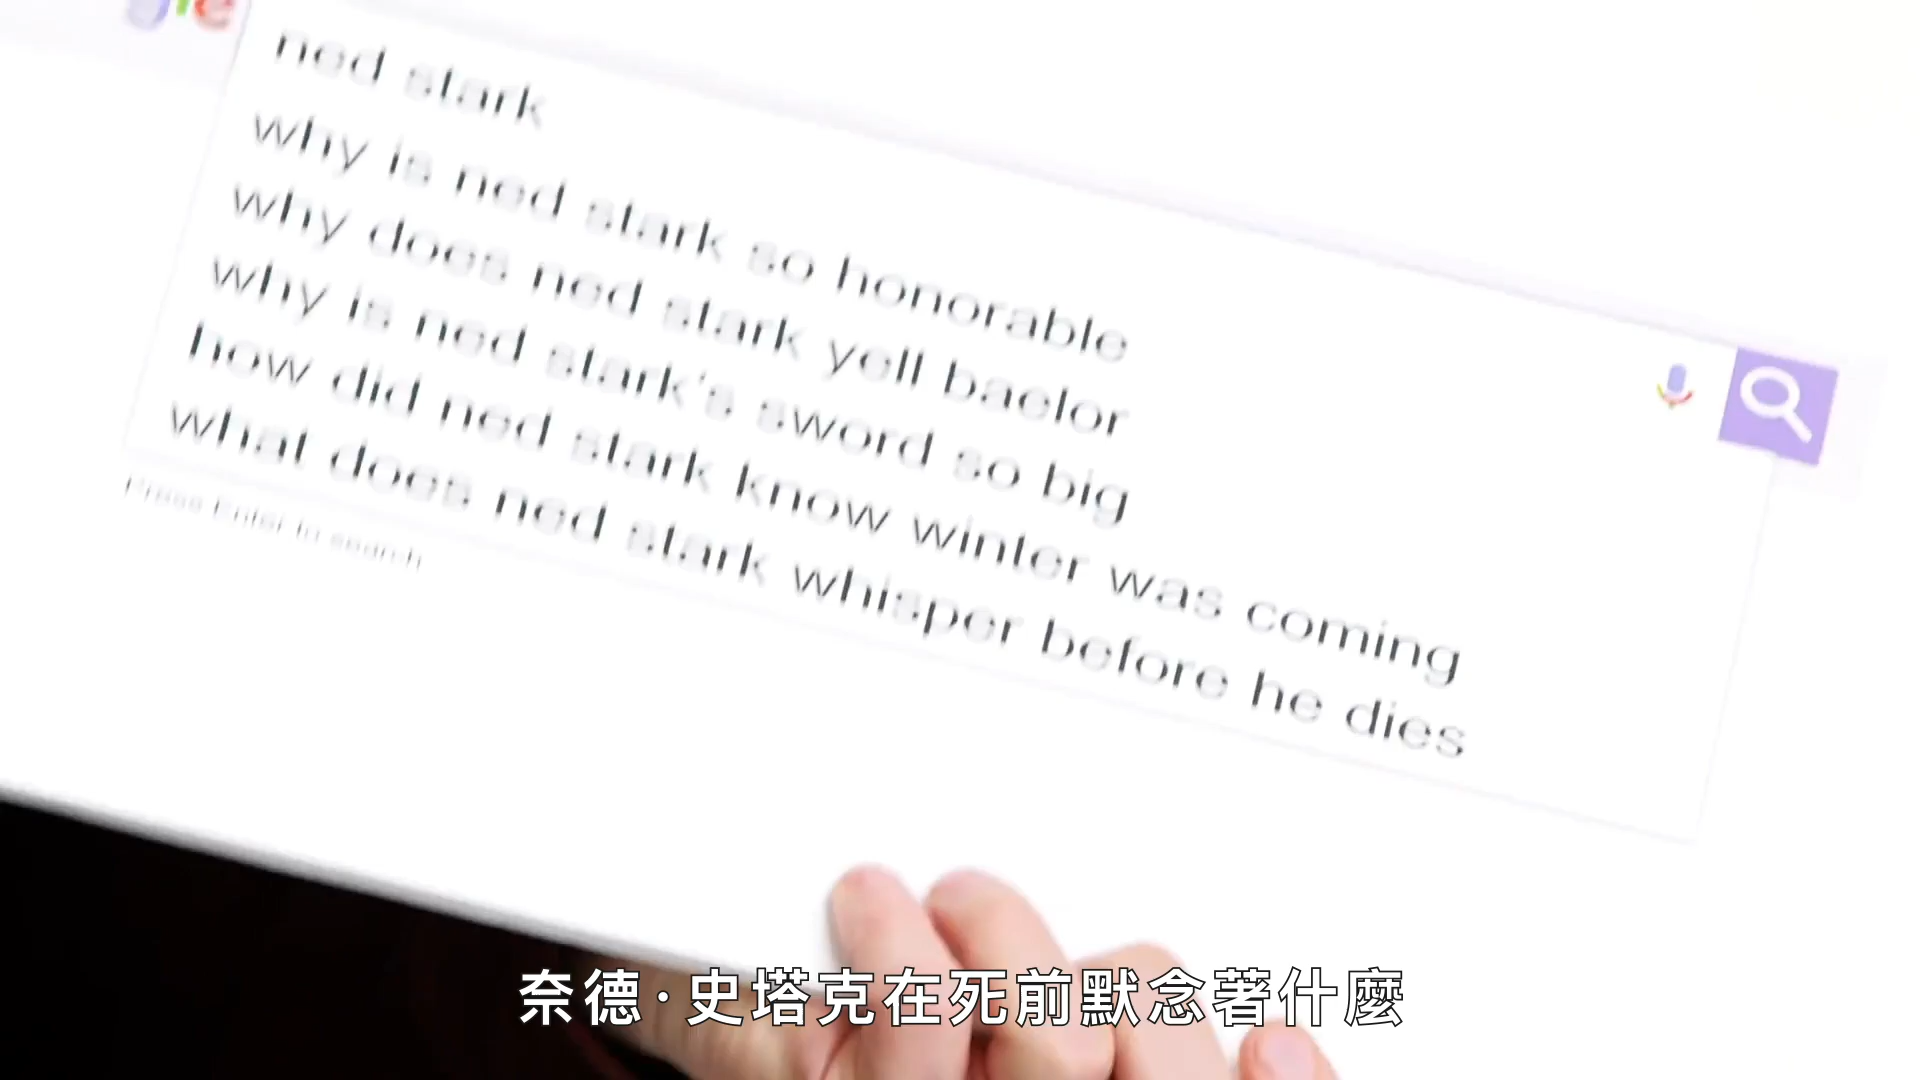 ned stark
why is ned stark so honorable
why does ned stark yell baelor
why is ned stark's sword so big
how did ned stark know winter was coming
what does ned stark whisper before he dies
Press Enter to search
奈德·史塔克在死前默念著什麼